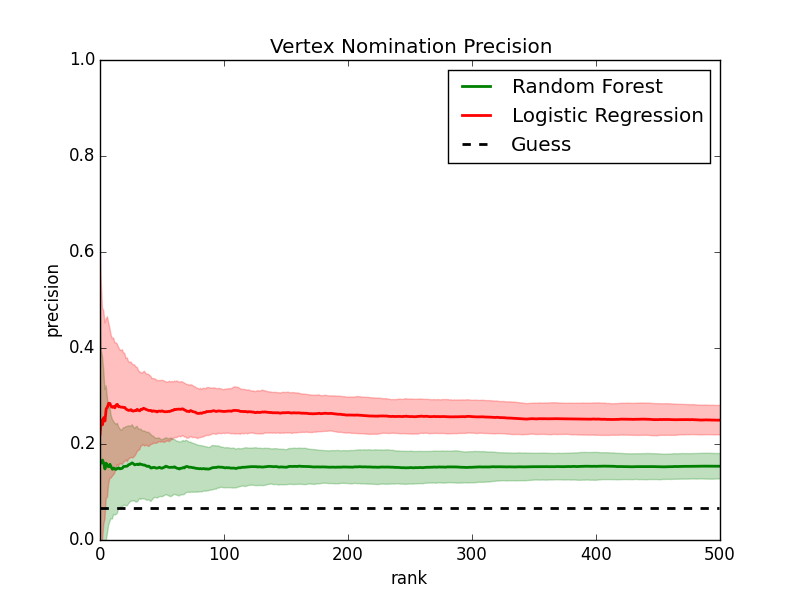 Vertex Nomination Precision
1.0
0.8
0.6
0.4
0.2
0.0
precision
Random Forest
Logistic Regression
Guess
0 100 200 300 400 500
rank